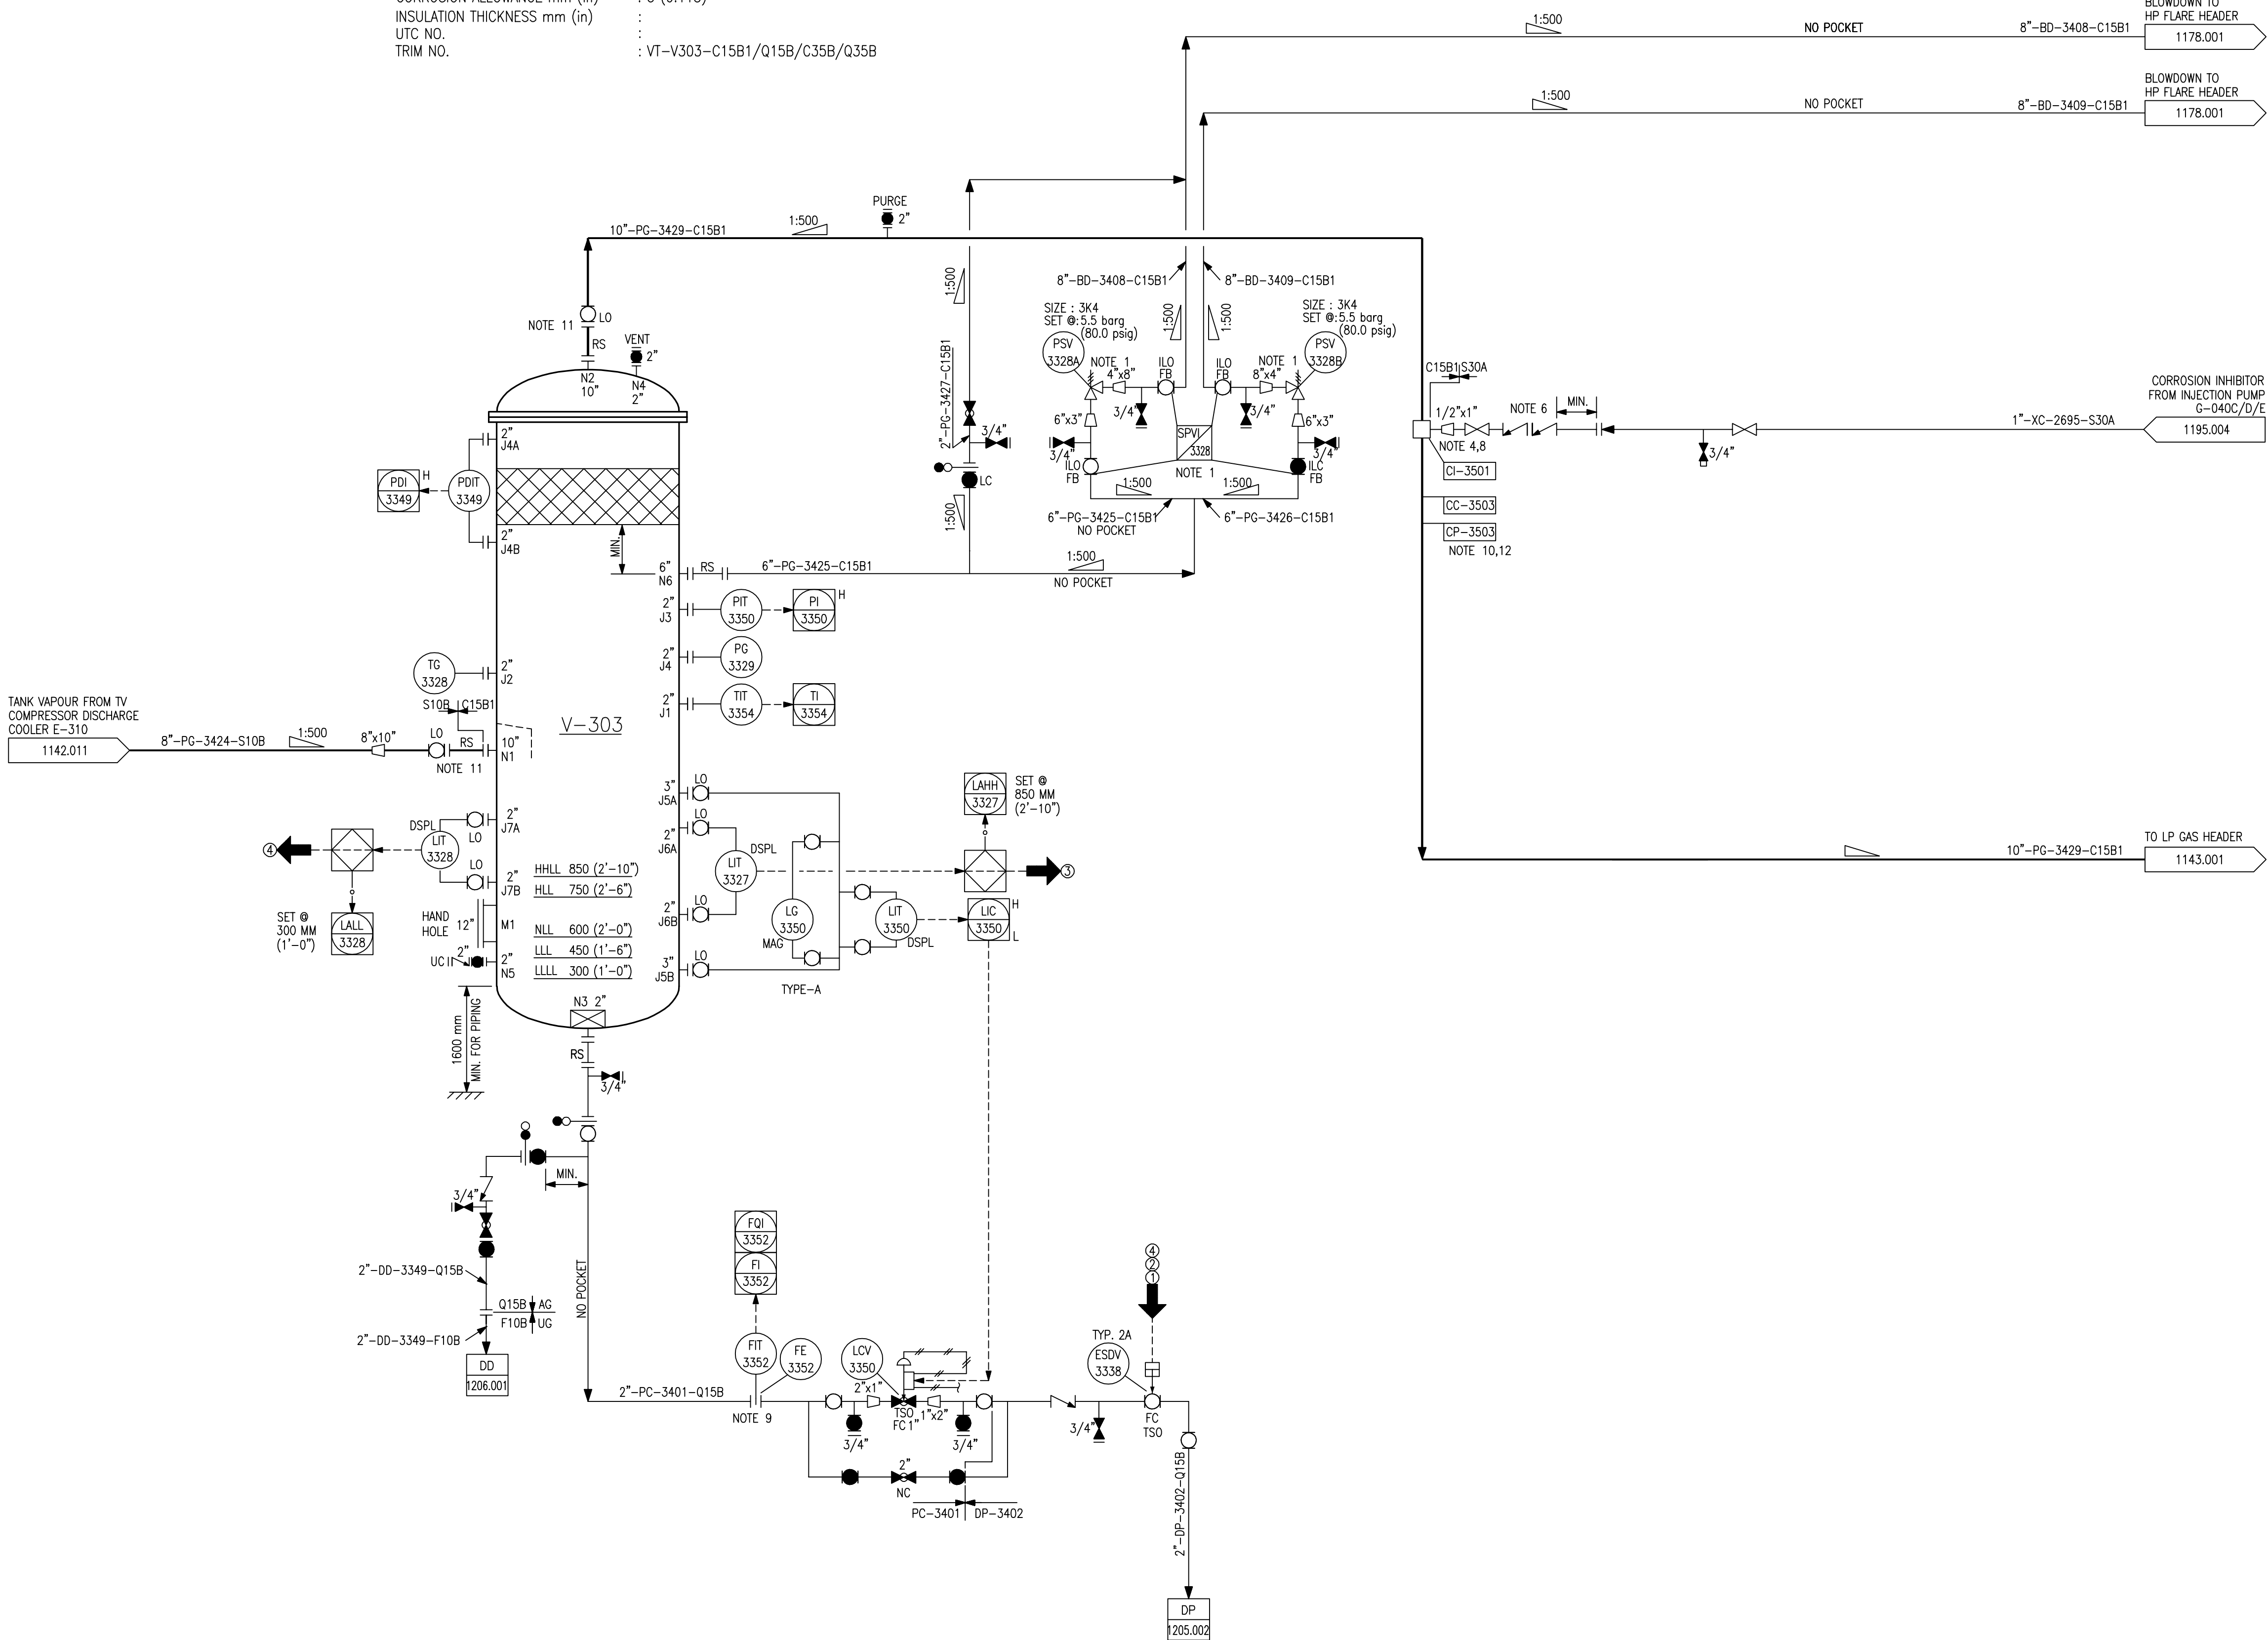 INSULATION THICKNESS mm (in) :
UTC NO. :
TRIM NO. : VT-V303-C15B1/Q15B/C35B/Q35B
HP FLARE HEADER
1:500
NO POCKET
8"-BD-3408-C15B1
1178.001
BLOWDOWN TO
HP FLARE HEADER
1:500
NO POCKET
8"-BD-3409-C15B1
1178.001
PURGE
2"
10"-PG-3429-C15B1
1:500
NOTE 11
LO
RS
VENT
2"
N2
10"
N4
2"
1:500
2"-PG-3427-C15B1
3/4"
LC
1:500
8"-BD-3408-C15B1
8"-BD-3409-C15B1
1:500
1:500
SIZE : 3K4
SET @:5.5 barg
(80.0 psig)
PSV
3328A
NOTE 1
4"x8"
ILO
FB
3/4"
6"x3"
3/4"
ILO
FB
SIZE : 3K4
SET @:5.5 barg
(80.0 psig)
PSV
3328B
NOTE 1
8"x4"
ILO
FB
3/4"
6"x3"
3/4"
ILC
FB
SPVI
3328
NOTE 1
1:500
1:500
6"-PG-3425-C15B1
NO POCKET
6"-PG-3426-C15B1
1:500
NO POCKET
C15B1
S30A
1/2"x1"
NOTE 4,8
NOTE 6
MIN.
3/4"
1"-XC-2695-S30A
CORROSION INHIBITOR
FROM INJECTION PUMP
G-040C/D/E
1195.004
CI-3501
CC-3503
CP-3503
NOTE 10,12
2"
J4A
PDI
3349
H
PDIT
3349
2"
J4B
MIN.
6"
N6
RS
6"-PG-3425-C15B1
2"
J3
PIT
3350
PI
3350
H
2"
J4
PG
3329
2"
J1
TIT
3354
TI
3354
TG
3328
2"
J2
V-303
TANK VAPOUR FROM TV
COMPRESSOR DISCHARGE
COOLER E-310
1142.011
8"-PG-3424-S10B
1:500
8"x10"
LO
RS
NOTE 11
S10B
C15B1
10"
N1
3"
J5A
LO
2"
J6A
LO
LIT
3327
DSPL
2"
J6B
LO
3"
J5B
LO
LAHH
3327
SET @
850 MM
(2'-10")
3
LG
3350
MAG
LIT
3350
DSPL
LIC
3350
H
L
TYPE-A
4
DSPL
LIT
3328
2"
J7A
LO
LO
2"
J7B
LALL
3328
SET @
300 MM
(1'-0")
HAND
HOLE
12"
M1
UC
2"
2"
N5
HHLL 850 (2'-10")
HLL 750 (2'-6")
NLL 600 (2'-0")
LLL 450 (1'-6")
LLLL 300 (1'-0")
TO LP GAS HEADER
10"-PG-3429-C15B1
1143.001
1600 mm
MIN. FOR PIPING
N3 2"
RS
3/4"
MIN.
3/4"
2"-DD-3349-Q15B
Q15B
AG
F10B
UG
2"-DD-3349-F10B
DD
1206.001
NO POCKET
2"-PC-3401-Q15B
NOTE 9
FQI
3352
FI
3352
FIT
3352
FE
3352
LCV
3350
2"x1"
TSO
FC 1"
1"x2"
3/4"
3/4"
2"
NC
PC-3401
DP-3402
4
2
1
TYP. 2A
ESDV
3338
FC
TSO
3/4"
2"-DP-3402-Q15B
DP
1205.002